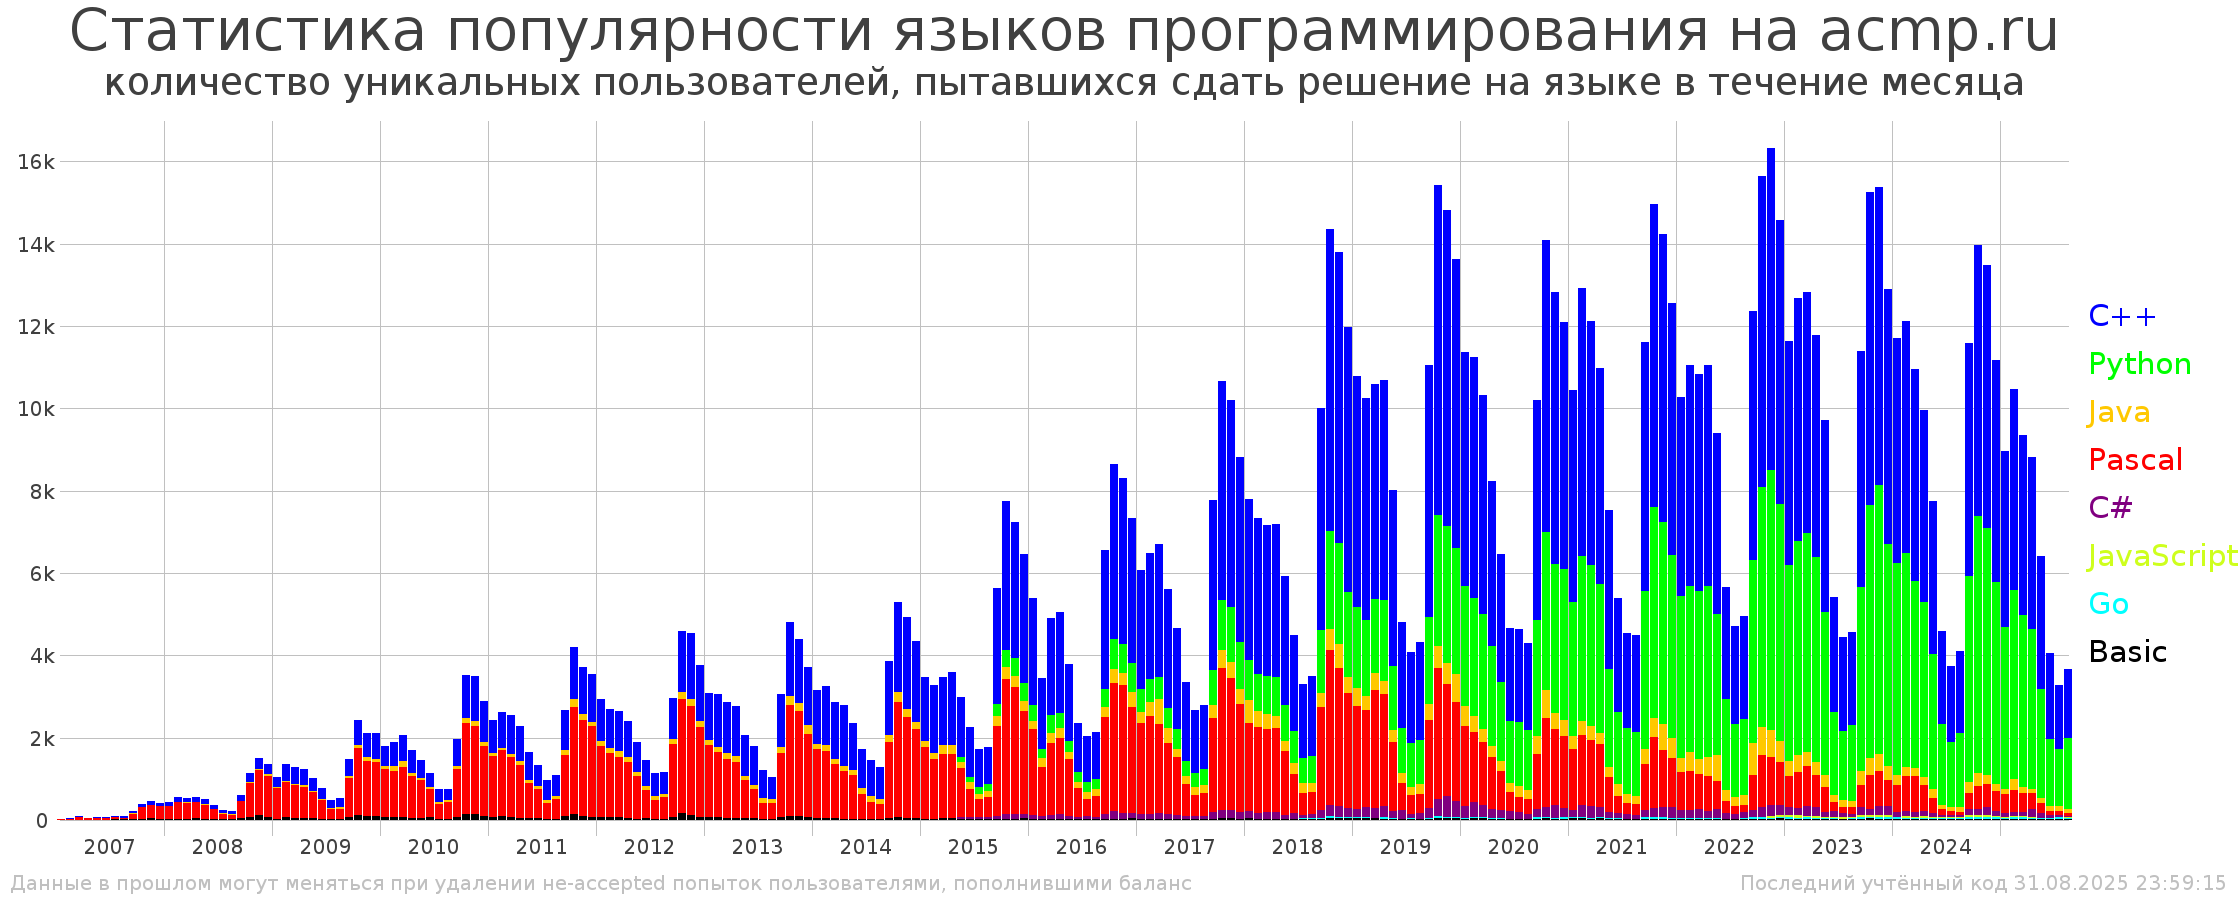 Статистика популярности языков программирования на acmp.ru
количество уникальных пользователей, пытавшихся сдать решение на языке в течение месяца
16k
14k
12k
10k
8k
6k
4k
2k
0
C++
Python
Java
Pascal
C#
JavaScript
Go
Basic
2007 2008 2009 2010 2011 2012 2013 2014 2015 2016 2017 2018 2019 2020 2021 2022 2023 2024
Данные в прошлом могут меняться при удалении не-accepted попыток пользователями, пополнившими баланс
Последний учтённый код 31.08.2025 23:59:15